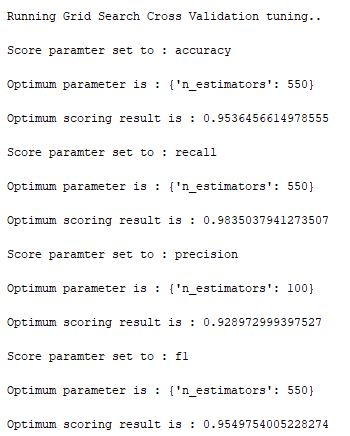 Running Grid Search Cross Validation tuning..
Score paramter set to : accuracy
Optimum parameter is : {'n_estimators': 550}
Optimum scoring result is : 0.9536456614978555
Score paramter set to : recall
Optimum parameter is : {'n_estimators': 550}
Optimum scoring result is : 0.9835037941273507
Score paramter set to : precision
Optimum parameter is : {'n_estimators': 100}
Optimum scoring result is : 0.928972999397527
Score paramter set to : f1
Optimum parameter is : {'n_estimators': 550}
Optimum scoring result is : 0.9549754005228274